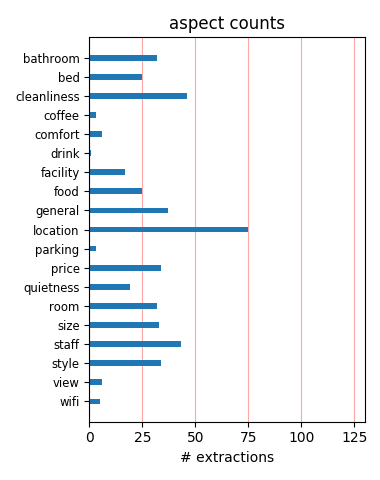 aspect counts
bathroom
bed
cleanliness
coffee
comfort
drink
facility
food
general
location
parking
price
quietness
room
size
staff
style
view
wifi
0 25 50 75 100 125
# extractions